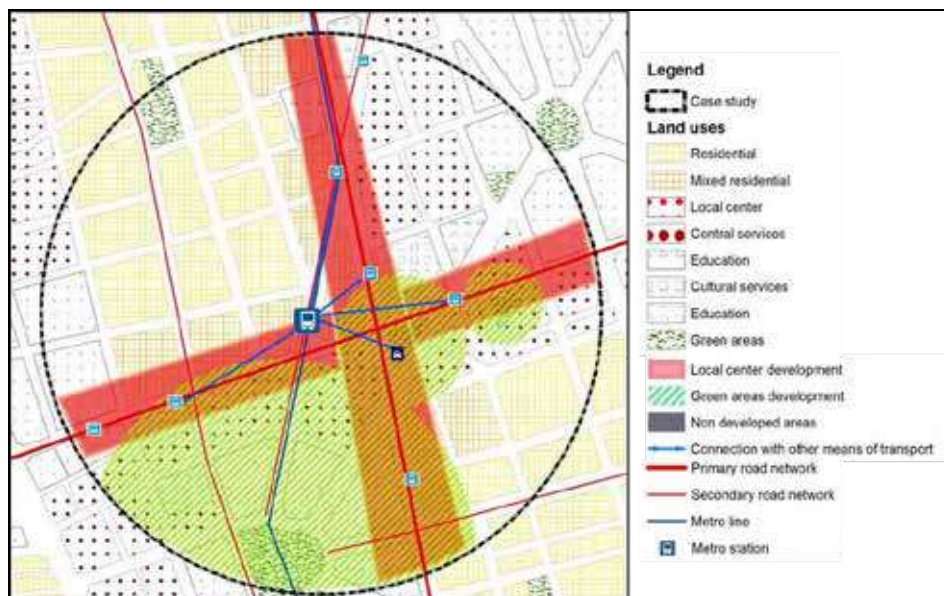 Legend
Case study
Land uses
Residential
Mixed residential
Local center
Central services
Education
Cultural services
Education
Green areas
Local center development
Green areas development
Non developed areas
Connection with other means of transport
Primary road network
Secondary road network
Metro line
Metro station